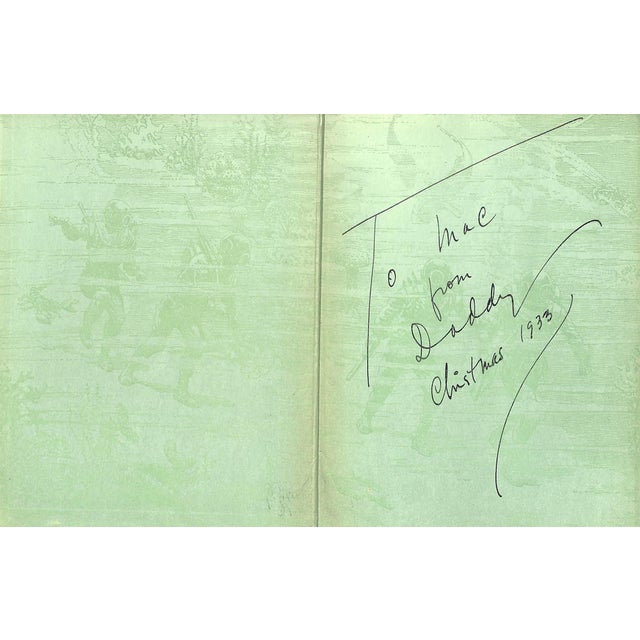 To Mac
from
Daddy
Christmas 1933